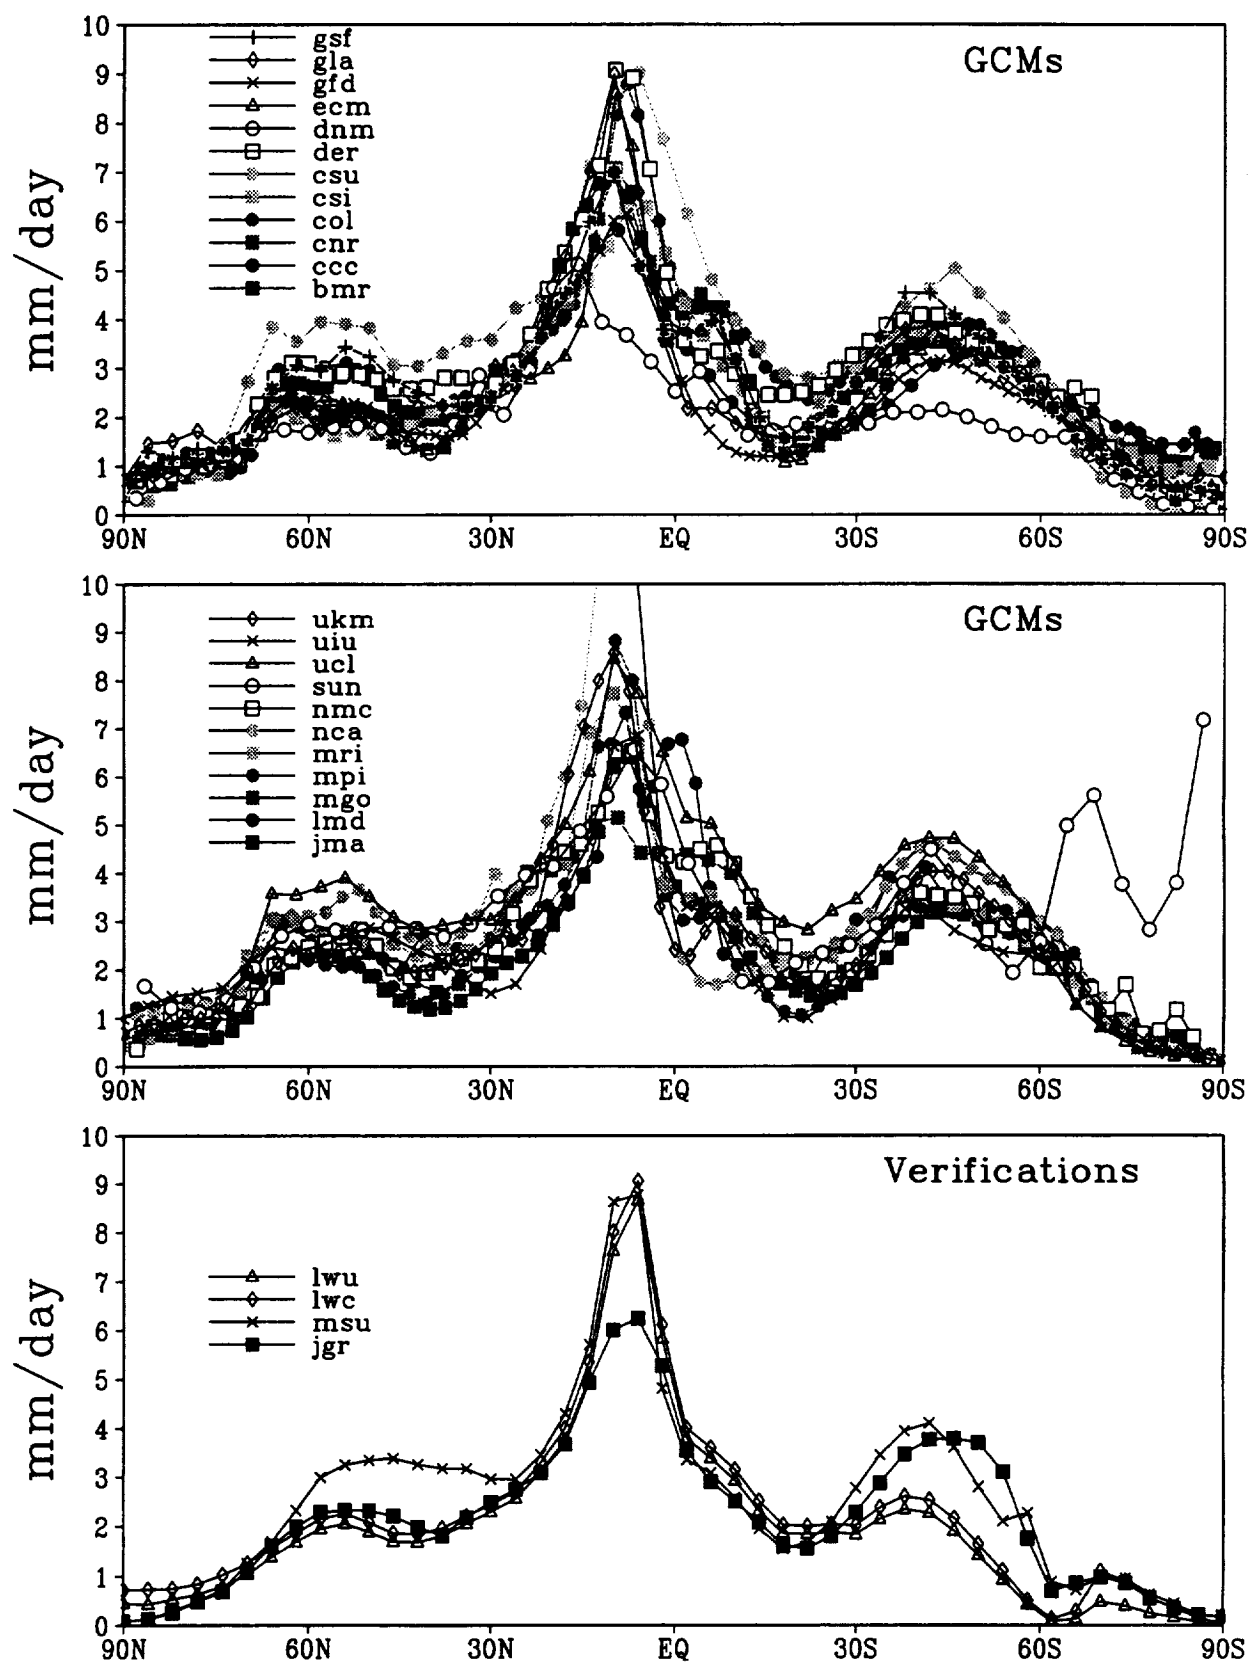 10
9
8
7
6
5
4
3
2
1
0
mm/day
GCMs
gsf
gla
gfd
ecm
dnm
der
csu
csi
col
cnr
ccc
bmr
90N 60N 30N EQ 30S 60S 90S
10
9
8
7
6
5
4
3
2
1
0
mm/day
GCMs
ukm
uiu
ucl
sun
nmc
nca
mri
mpi
mgo
lmd
jma
90N 60N 30N EQ 30S 60S 90S
10
9
8
7
6
5
4
3
2
1
0
mm/day
Verifications
lwu
lwc
msu
jgr
90N 60N 30N EQ 30S 60S 90S